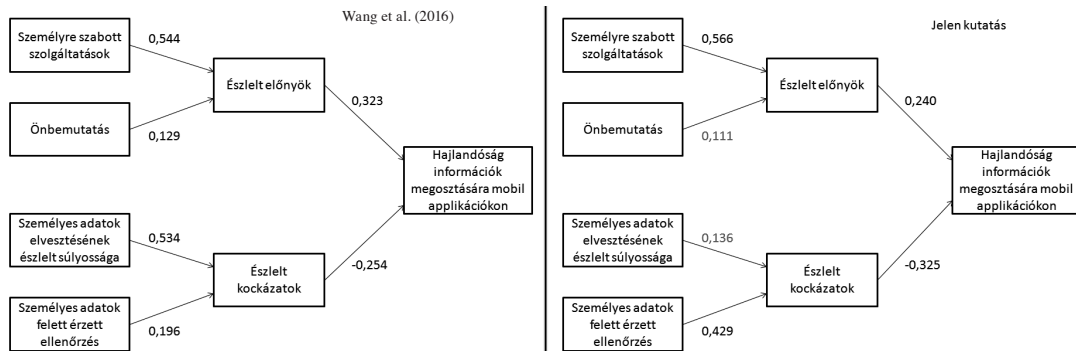 Wang et al. (2016)
Személyre szabott
szolgáltatások
0,544
Észlelt előnyök
0,323
Önbemutatás
0,129
Hajlandóság
információk
megosztására mobil
applikációkon
Személyes adatok
elvesztésének
észlelt súlyossága
0,534
Észlelt
kockázatok
-0,254
Személyes adatok
felett érzett
ellenőrzés
0,196
Jelen kutatás
Személyre szabott
szolgáltatások
0,566
Észlelt előnyök
0,240
Önbemutatás
0,111
Hajlandóság
információk
megosztására mobil
applikációkon
Személyes adatok
elvesztésének
észlelt súlyossága
0,136
Észlelt
kockázatok
-0,325
Személyes adatok
felett érzett
ellenőrzés
0,429